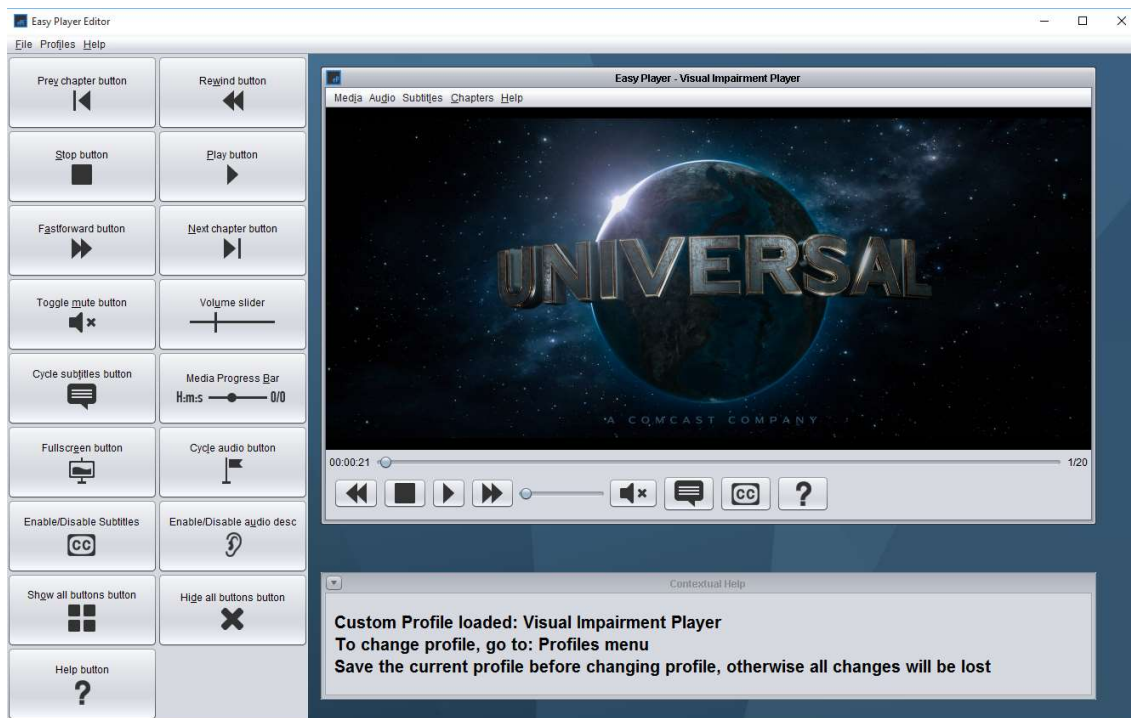 Easy Player Editor
File Profiles Help
Prev chapter button
Rewind button
Stop button
Play button
Fastforward button
Next chapter button
Toggle mute button
Volume slider
Cycle subtitles button
Media Progress Bar
H:m:s 0/0
Fullscreen button
Cycle audio button
Enable/Disable Subtitles
CC
Enable/Disable audio desc
Show all buttons button
Hide all buttons button
Help button
?
Easy Player - Visual Impairment Player
Media Audio Subtitles Chapters Help
UNIVERSAL
A COMCAST COMPANY
00:00:21 1/20
CC ?
Contextual Help
Custom Profile loaded: Visual Impairment Player
To change profile, go to: Profiles menu
Save the current profile before changing profile, otherwise all changes will be lost